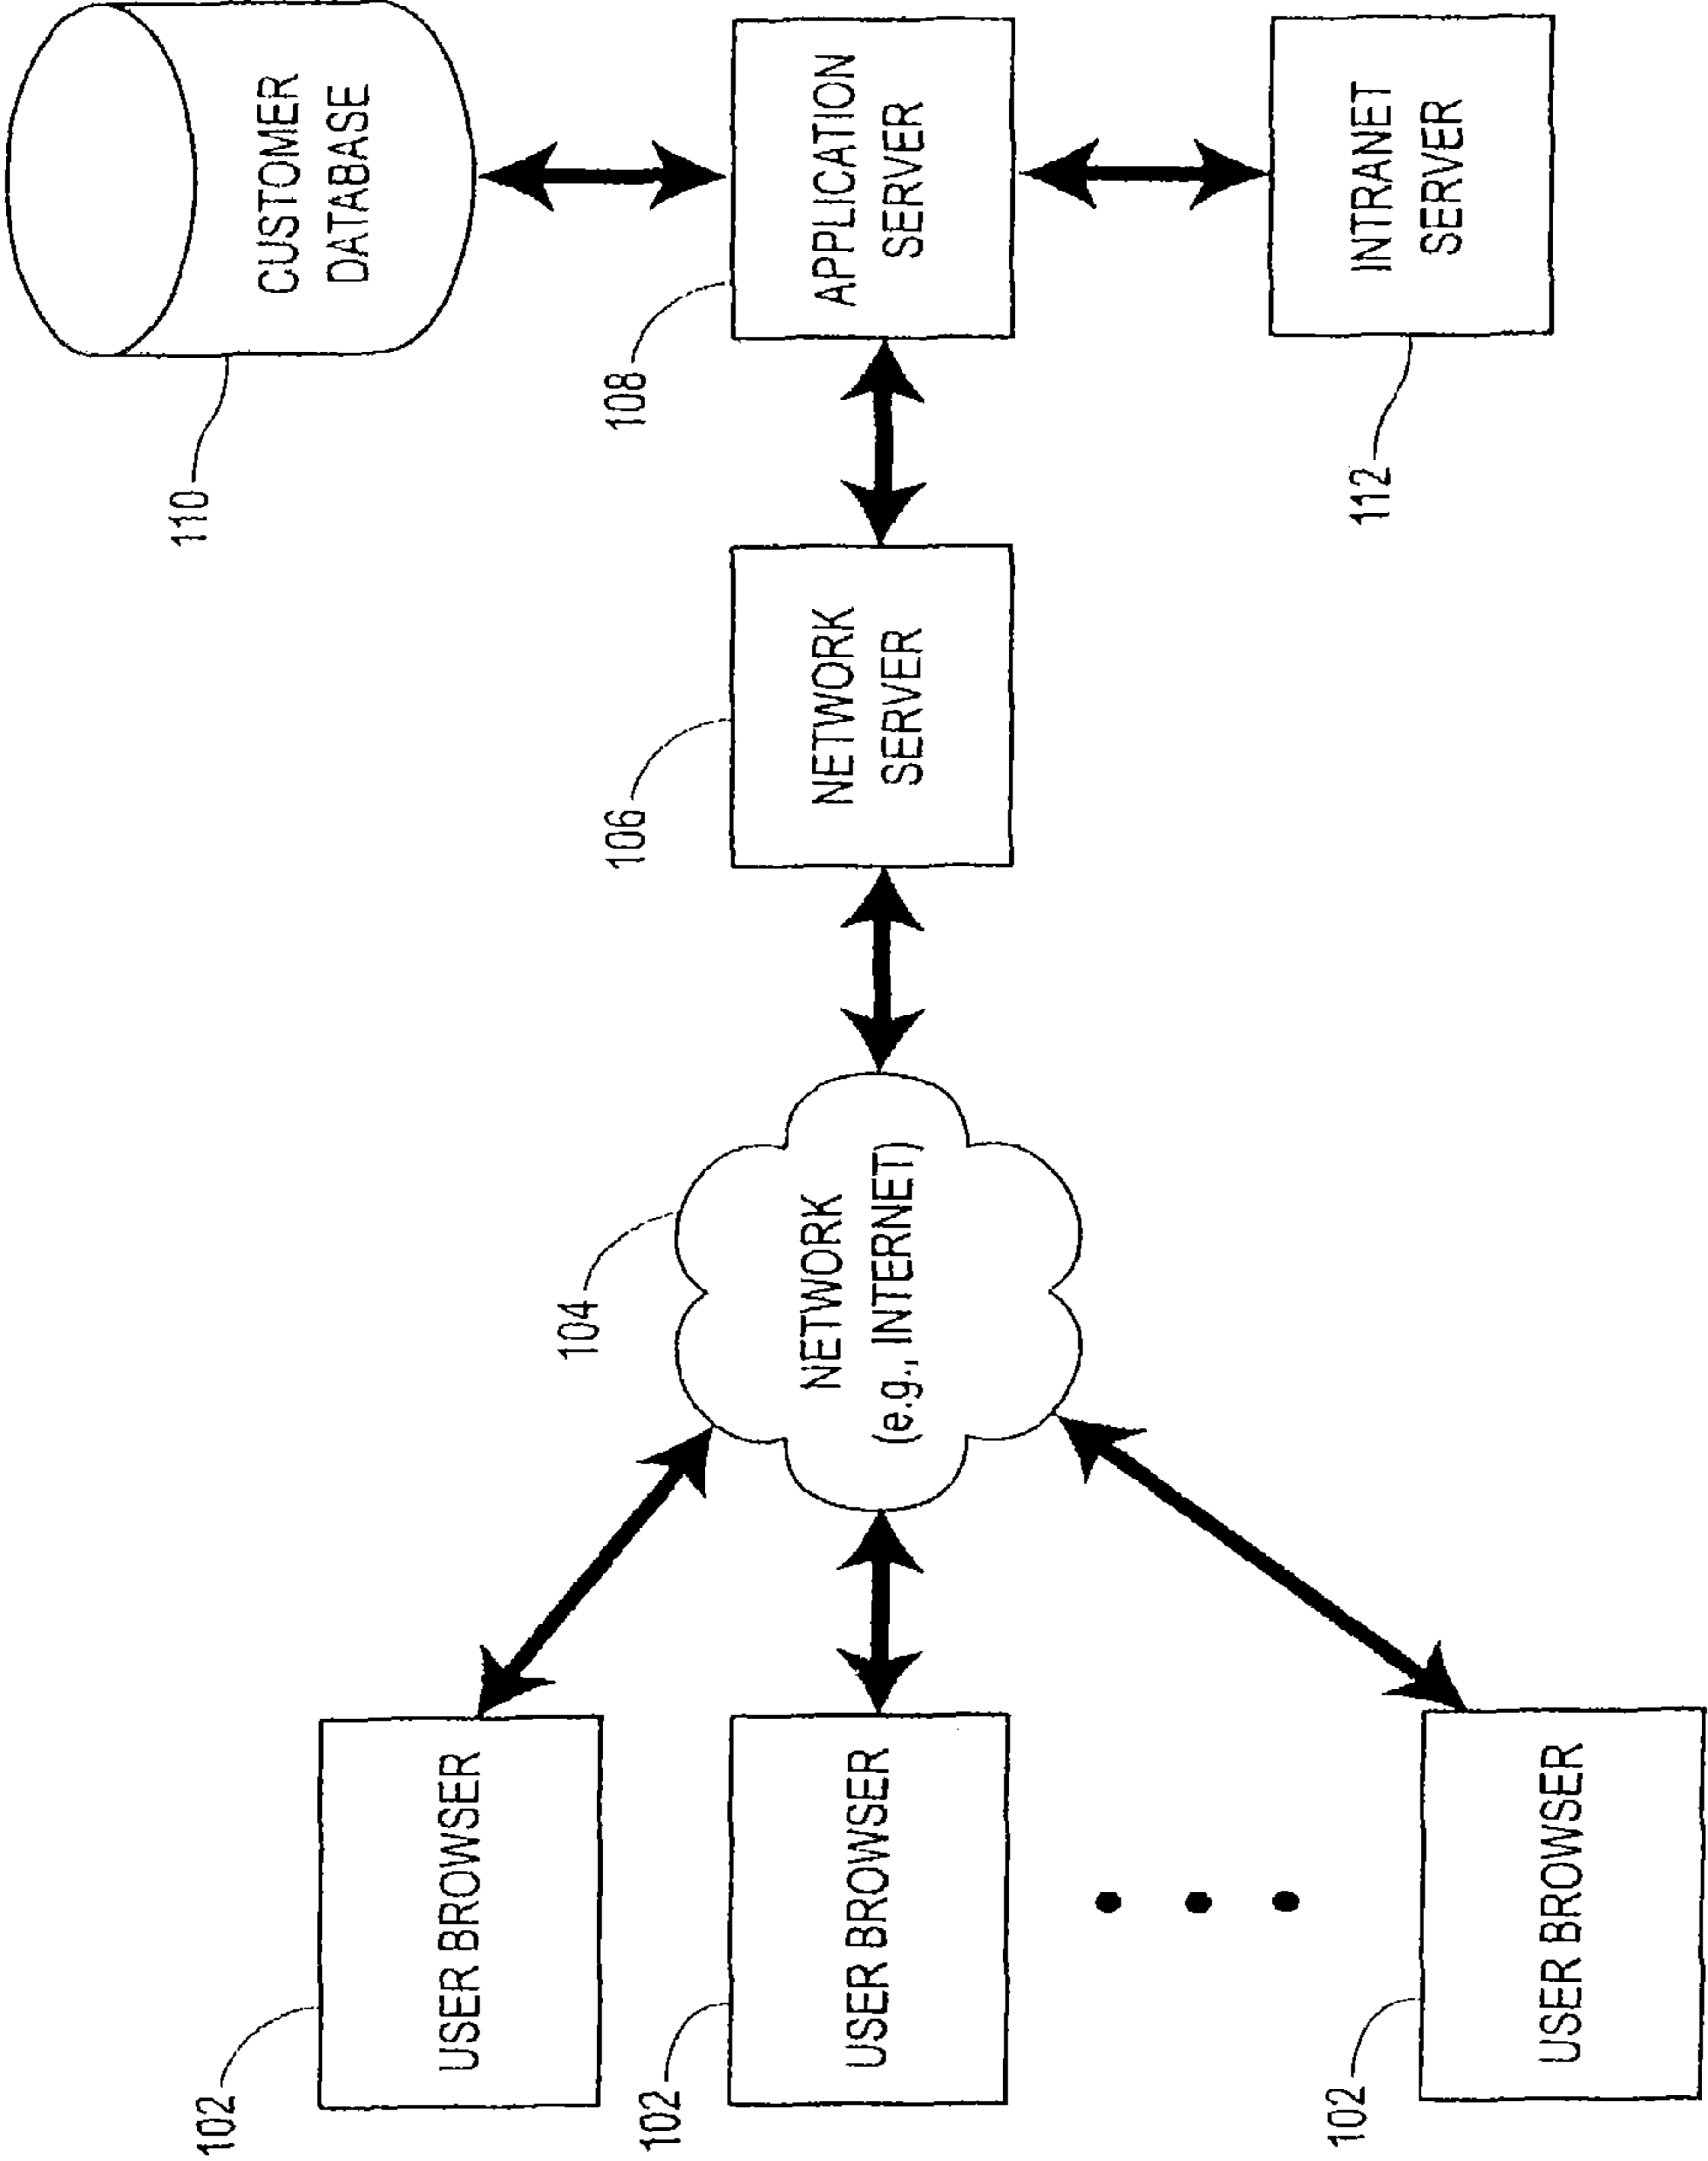 102
USER BROWSER
102
USER BROWSER
102
USER BROWSER
104
NETWORK
(e.g., INTERNET)
106
NETWORK
SERVER
110
CUSTOMER
DATABASE
108
APPLICATION
SERVER
112
INTRANET
SERVER